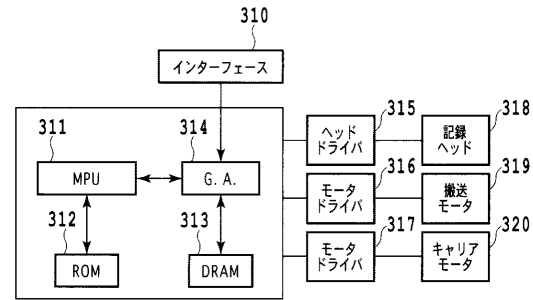 310
インターフェース
311
314
MPU
G. A.
312
313
ROM
DRAM
315
318
ヘッド
ドライバ
記録
ヘッド
316
319
モータ
ドライバ
搬送
モータ
317
320
モータ
ドライバ
キャリア
モータ